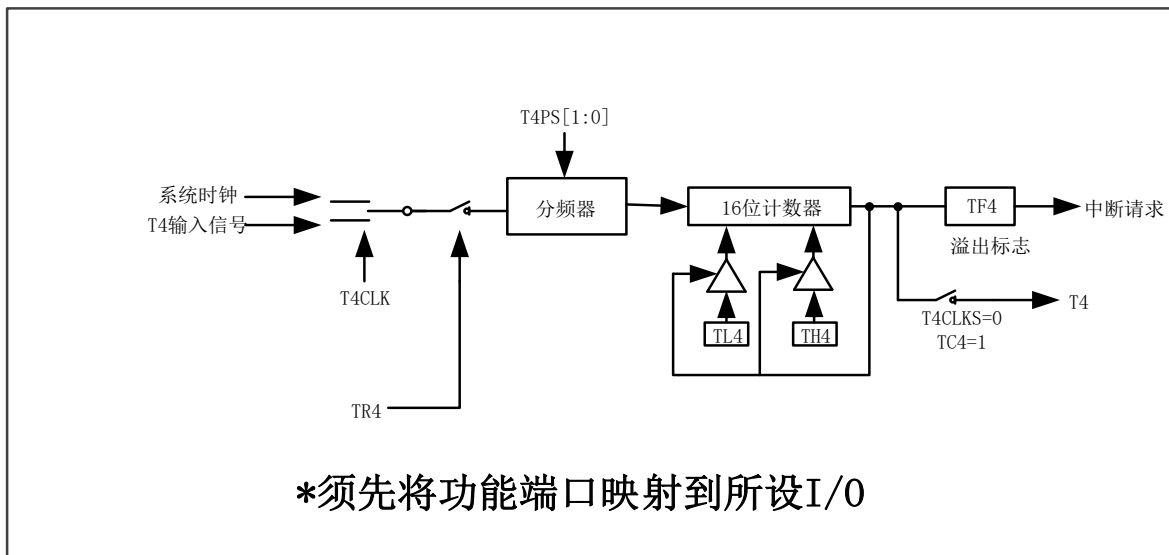 T4PS[1:0]
系统时钟
T4输入信号
分频器
16位计数器
TF4
中断请求
溢出标志
T4CLK
TL4
TH4
T4
T4CLKS=0
TC4=1
TR4
*须先将功能端口映射到所设I/O